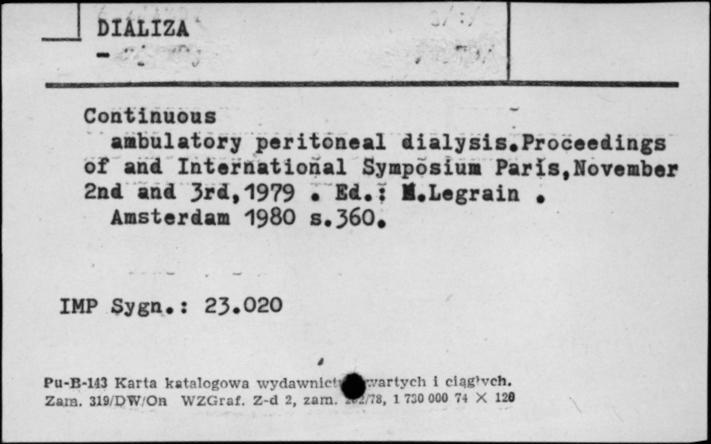 DIALIZA
-
Continuous
ambulatory peritoneal dialysis.Proceedings
of and International Symposium Paris,November
2nd and 3rd,1979 . Ed.: M.Legrain .
Amsterdam 1980 s.360.
IMP Sygn.: 23.020
Pu-B-143 Karta katalogowa i ciągłych.
Zam. 319/DW/On WZGraf. Z-d 2, zam. 1 730 000 74 X 120